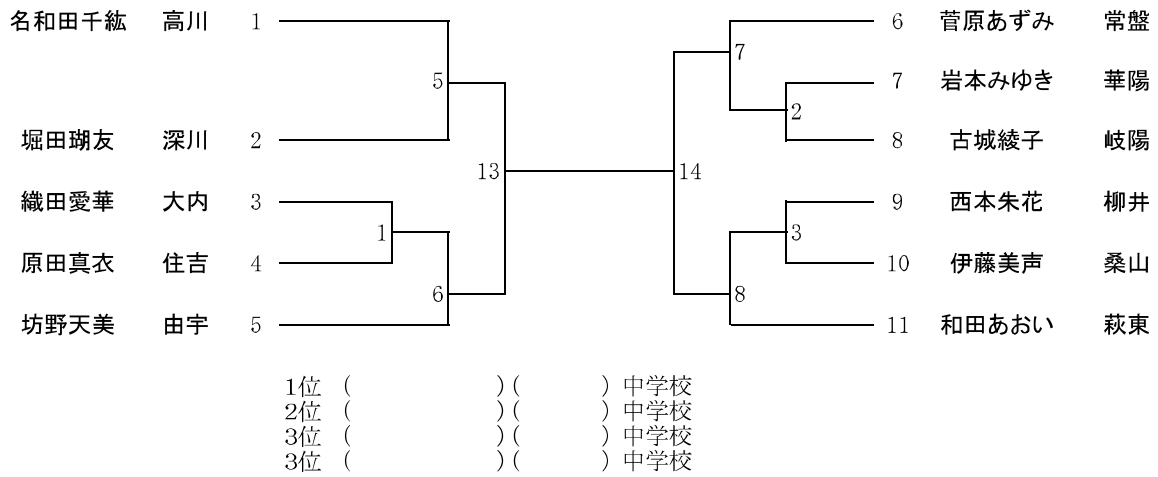 名和田千紘 高川 1
5
堀田瑚友 深川 2
13
織田愛華 大内 3
1
原田真衣 住吉 4
6
坊野天美 由宇 5
6 菅原あずみ 常盤
7
7 岩本みゆき 華陽
2
8 古城綾子 岐陽
14
9 西本朱花 柳井
3
10 伊藤美声 桑山
8
11 和田あおい 萩東
1位 ( )( ) 中学校
2位 ( )( ) 中学校
3位 ( )( ) 中学校
3位 ( )( ) 中学校